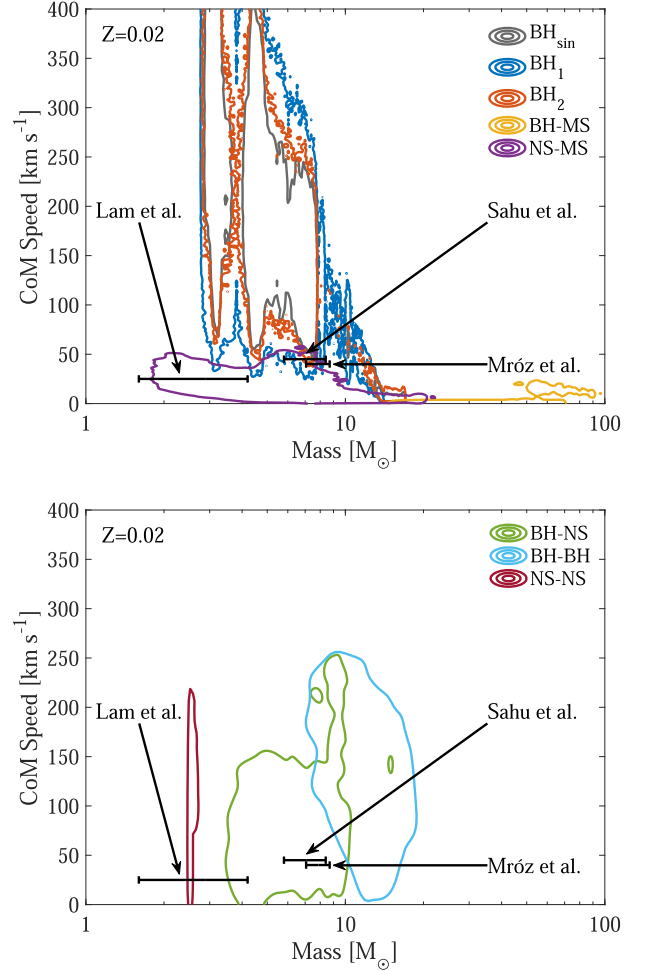 Z=0.02
BH_sin
BH_1
BH_2
BH-MS
NS-MS
400
350
300
250
200
150
100
50
0
CoM Speed [km s^-1]
Lam et al.
Sahu et al.
Mróz et al.
1
10
100
Mass [M_⊙]
Z=0.02
BH-NS
BH-BH
NS-NS
400
350
300
250
200
150
100
50
0
CoM Speed [km s^-1]
Lam et al.
Sahu et al.
Mróz et al.
1
10
100
Mass [M_⊙]